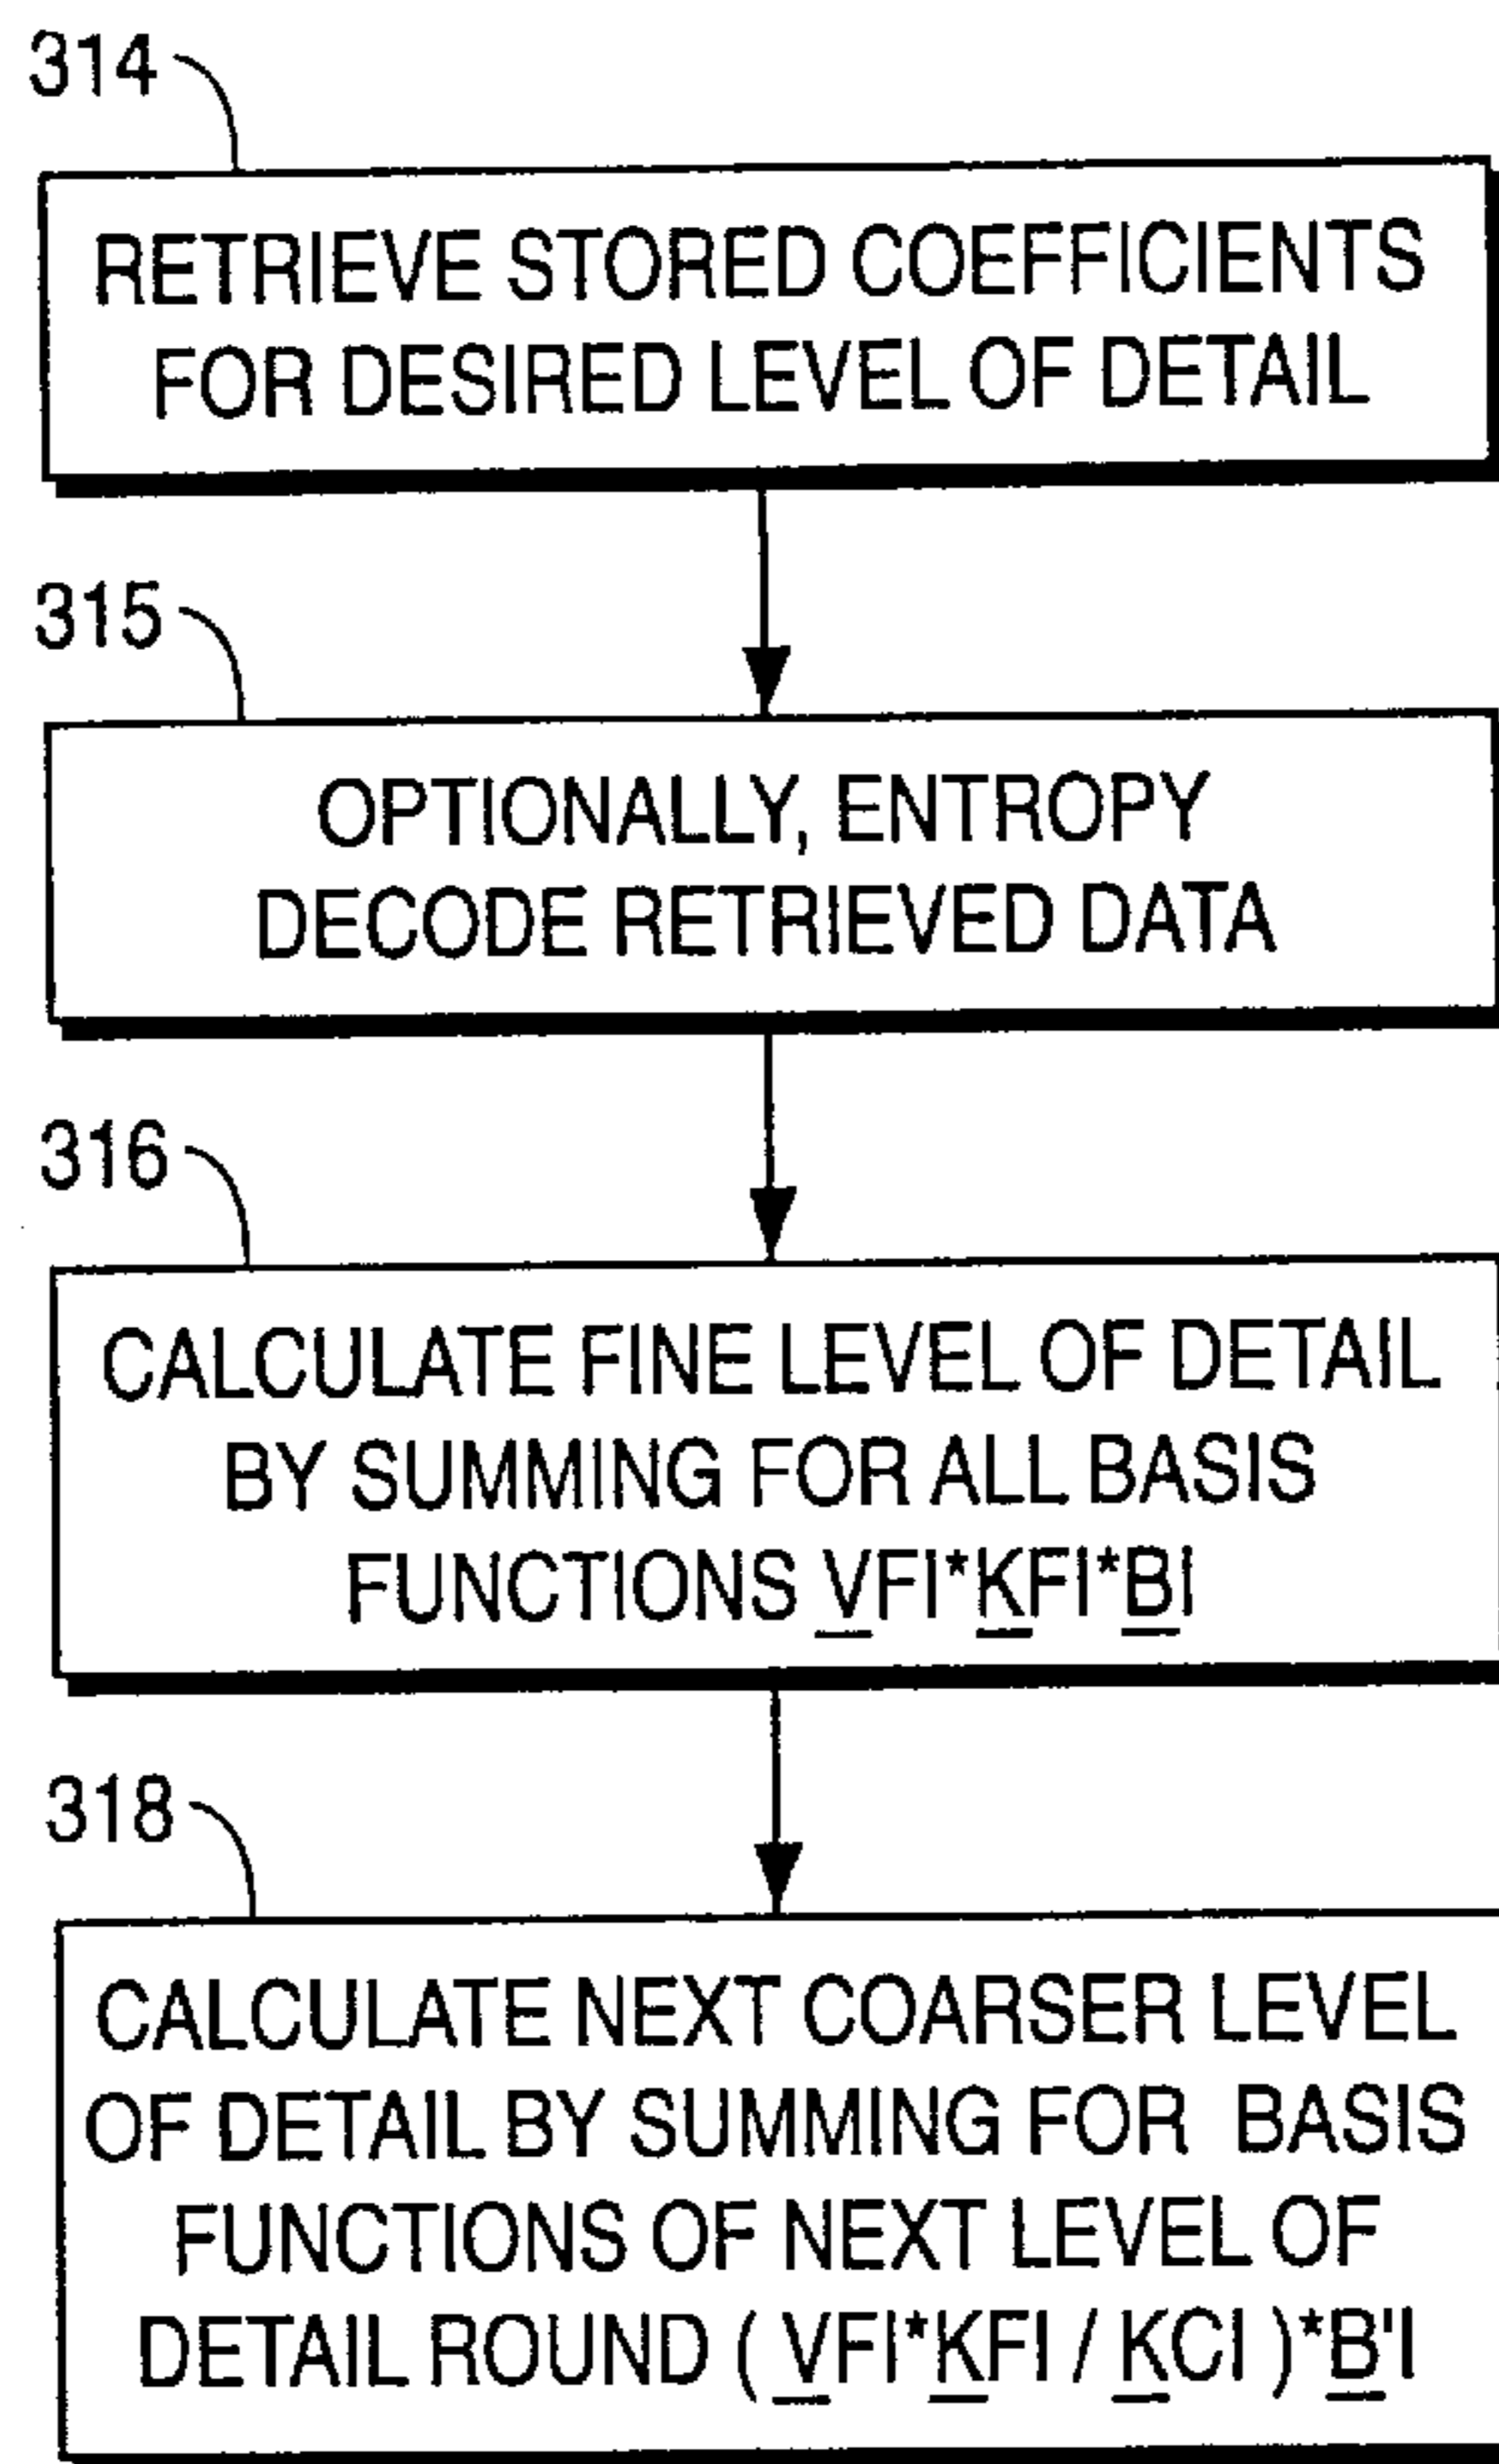 314
RETRIEVE STORED COEFFICIENTS
FOR DESIRED LEVEL OF DETAIL
315
OPTIONALLY, ENTROPY
DECODE RETRIEVED DATA
316
CALCULATE FINE LEVEL OF DETAIL
BY SUMMING FOR ALL BASIS
FUNCTIONS VFI*KFI*BI
318
CALCULATE NEXT COARSER LEVEL
OF DETAIL BY SUMMING FOR BASIS
FUNCTIONS OF NEXT LEVEL OF
DETAIL ROUND ( VFI*KFI / KCI )*B'I